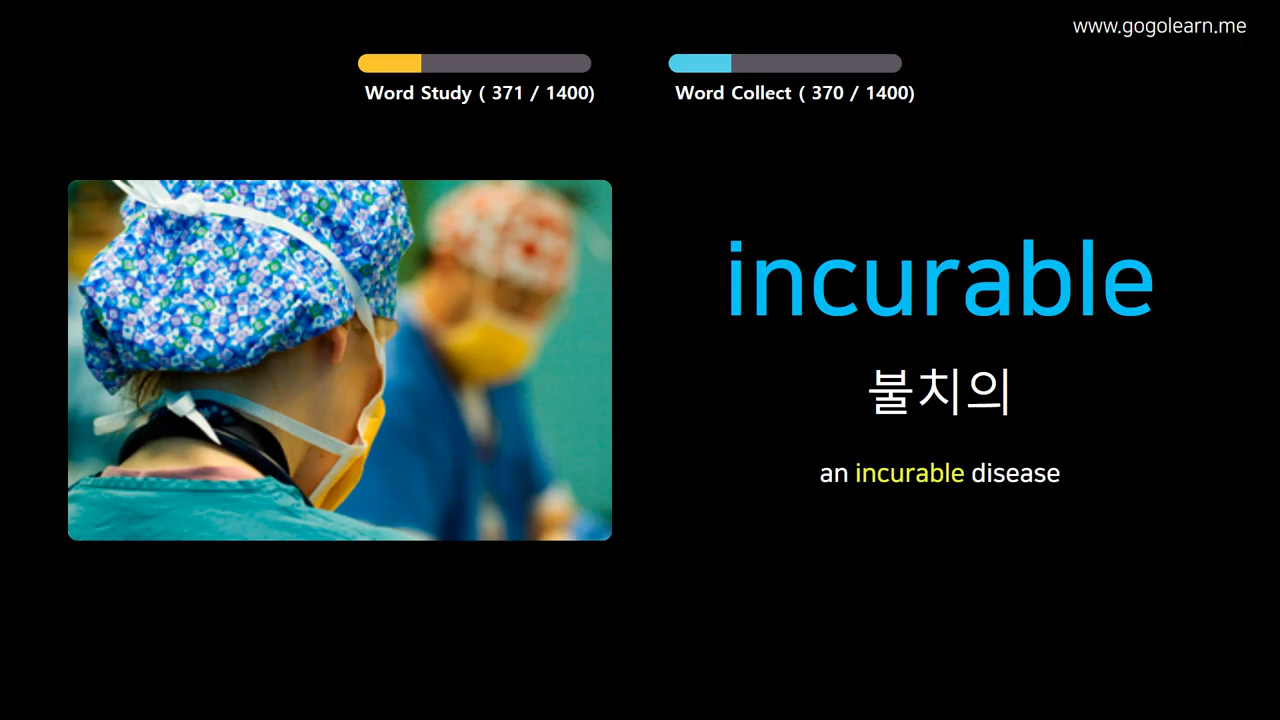 www.gogolearn.me
Word Study ( 371 / 1400)
Word Collect ( 370 / 1400)
incurable
불치의
an incurable disease